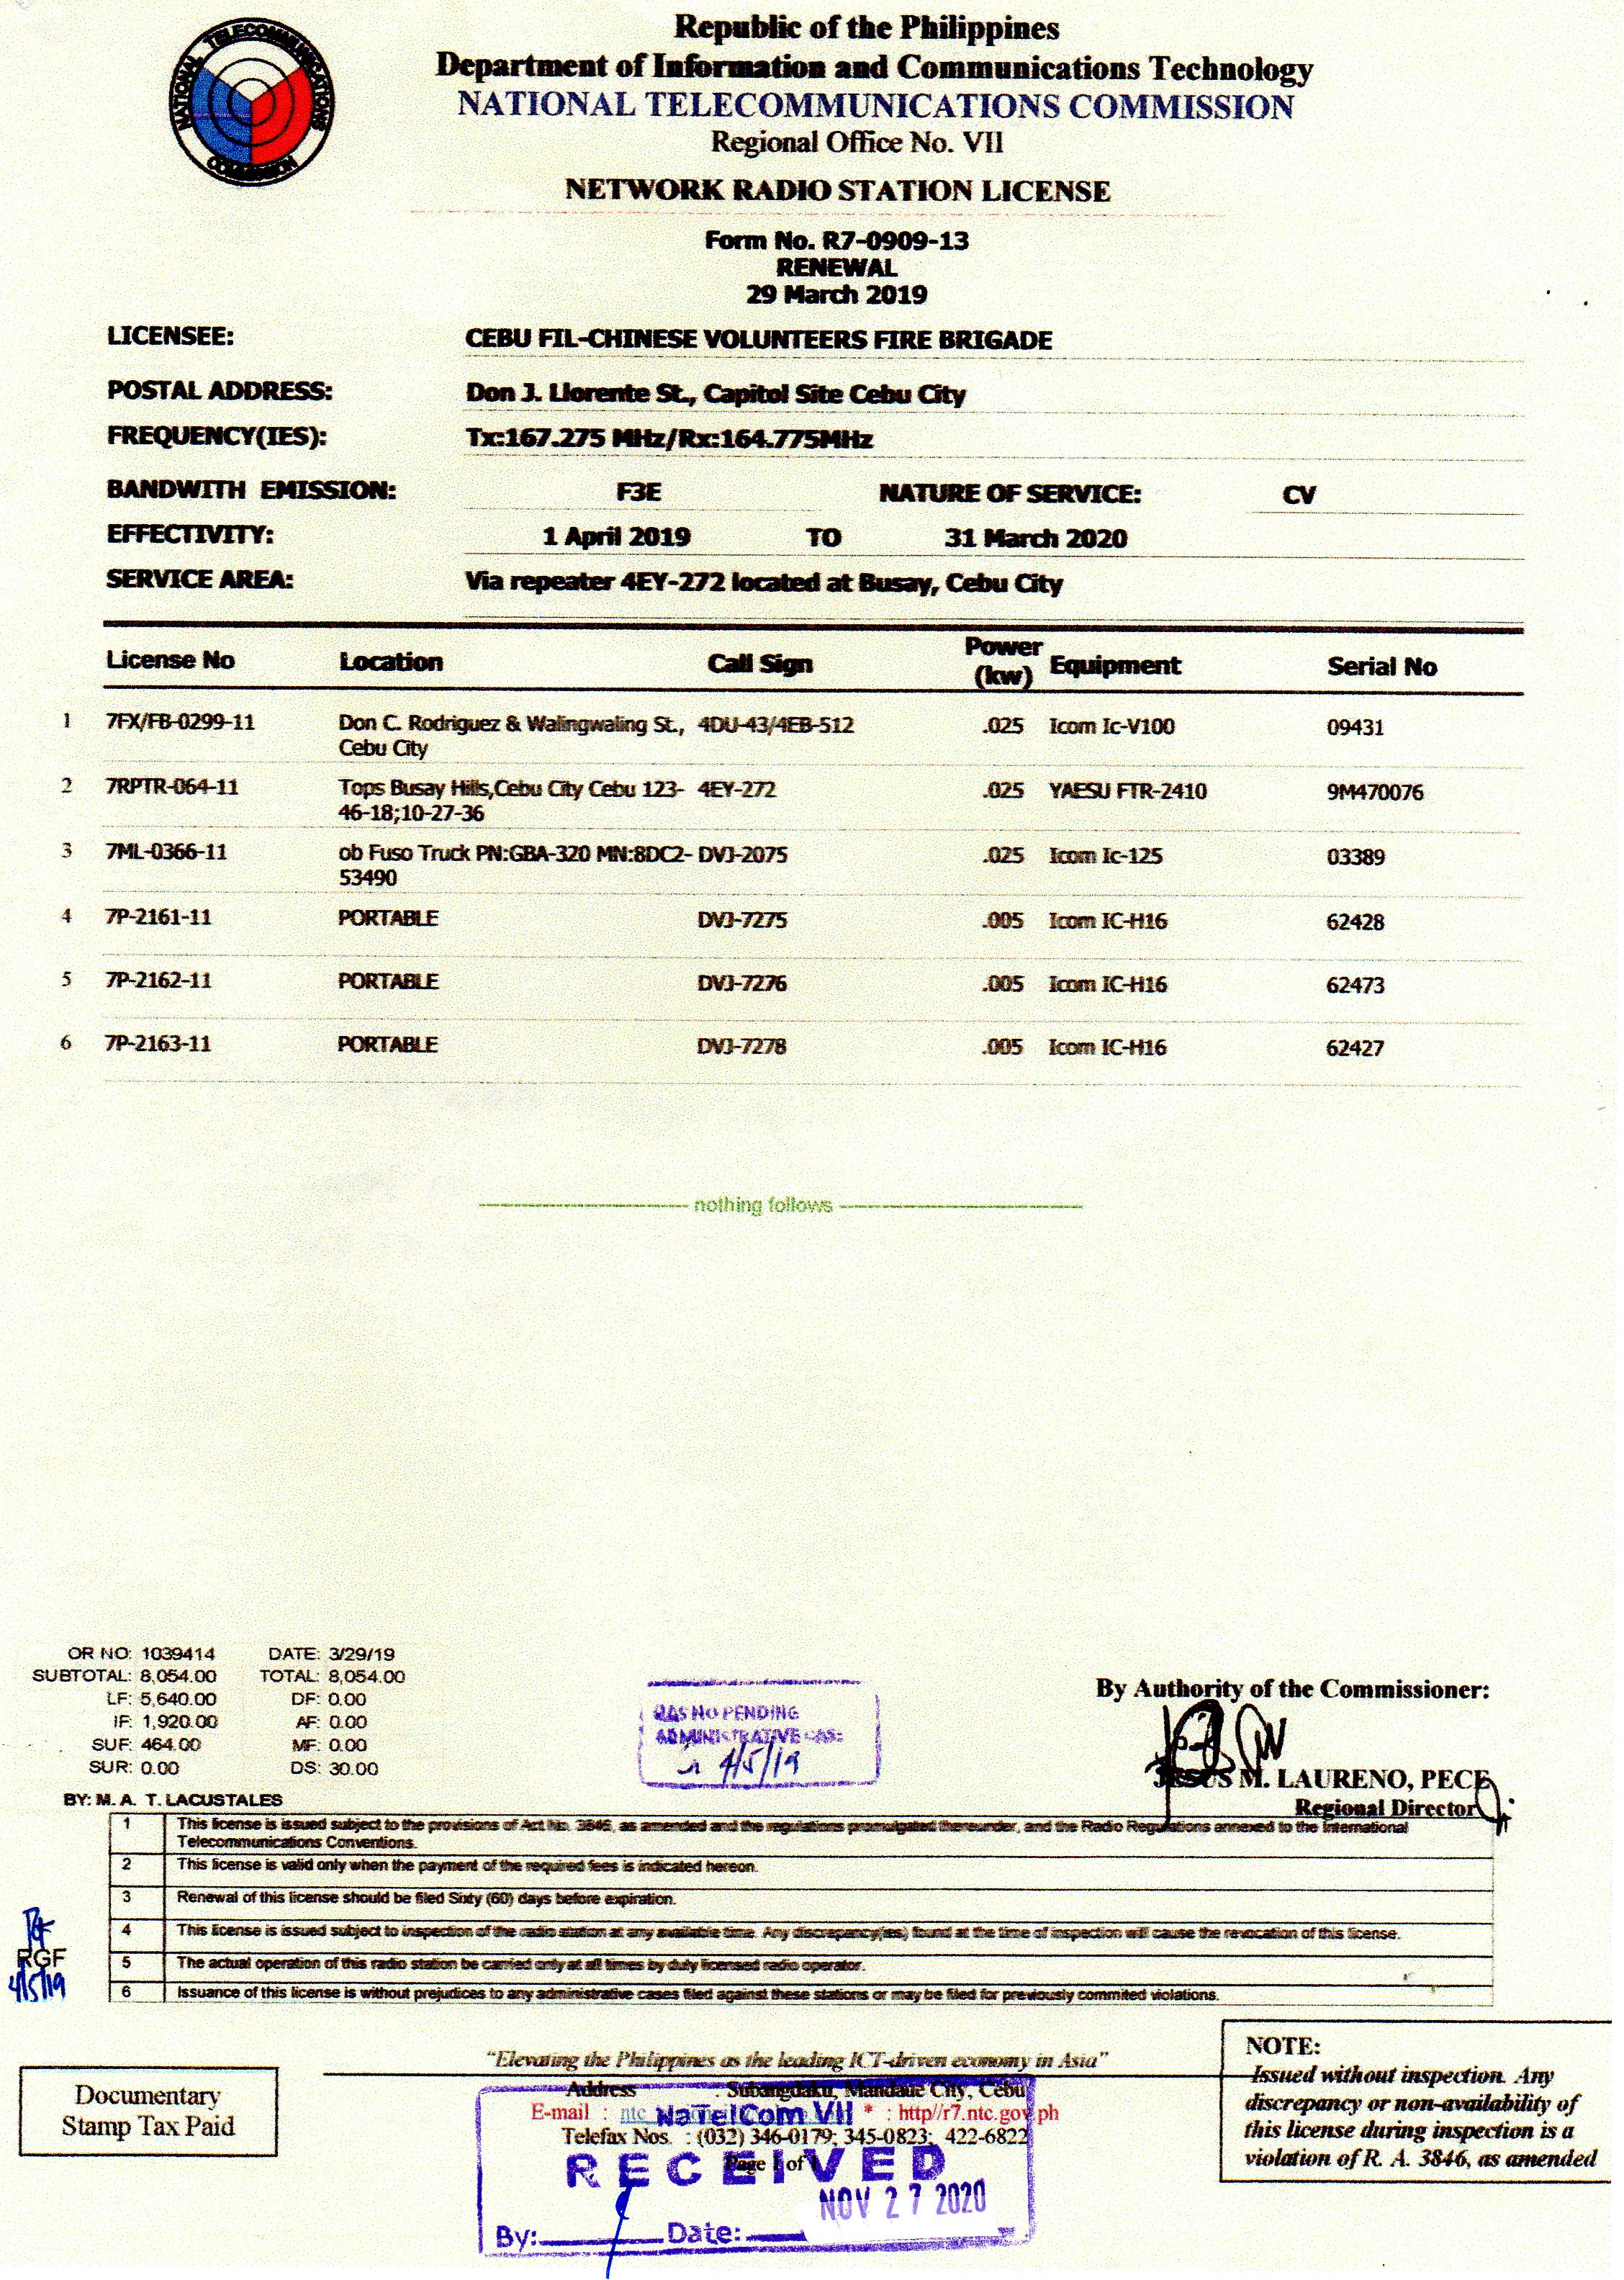 NATIONAL TELECOMMUNICATIONS COMMISSION
Republic of the Philippines
Department of Information and Communications Technology
NATIONAL TELECOMMUNICATIONS COMMISSION
Regional Office No. VII
NETWORK RADIO STATION LICENSE
Form No. R7-0909-13
RENEWAL
29 March 2019
LICENSEE: CEBU FIL-CHINESE VOLUNTEERS FIRE BRIGADE
POSTAL ADDRESS: Don J. Llorente St., Capitol Site Cebu City
FREQUENCY(IES): Tx:167.275 MHz/Rx:164.775MHz
BANDWITH EMISSION: F3E NATURE OF SERVICE: CV
EFFECTIVITY: 1 April 2019 TO 31 March 2020
SERVICE AREA: Via repeater 4EY-272 located at Busay, Cebu City
License No Location Call Sign Power (kw) Equipment Serial No
1 7FX/FB-0299-11 Don C. Rodriguez & Walingwaling St., 4DU-43/4EB-512 .025 Icom Ic-V100 09431
Cebu City
2 7RPTR-064-11 Tops Busay Hills,Cebu City Cebu 123- 4EY-272 .025 YAESU FTR-2410 9M470076
46-18;10-27-36
3 7ML-0366-11 ob Fuso Truck PN:GBA-320 MN:8DC2- DVJ-2075 .025 Icom Ic-125 03389
53490
4 7P-2161-11 PORTABLE DVJ-7275 .005 Icom IC-H16 62428
5 7P-2162-11 PORTABLE DVJ-7276 .005 Icom IC-H16 62473
6 7P-2163-11 PORTABLE DVJ-7278 .005 Icom IC-H16 62427
nothing follows
OR NO: 1039414 DATE: 3/29/19
SUBTOTAL: 8,054.00 TOTAL: 8,054.00
LF: 5,640.00 DF: 0.00
IF: 1,920.00 AF: 0.00
SUF: 464.00 MF: 0.00
SUR: 0.00 DS: 30.00
BY: M. A. T. LACUSTALES
HAS NO PENDING
ADMINISTRATIVE CASE
4/5/19
By Authority of the Commissioner:
JESUS M. LAURENO, PECE
Regional Director
1 This license is issued subject to the provisions of Act No. 3846, as amended and the regulations promulgated thereunder, and the Radio Regulations annexed to the International
Telecommunications Conventions.
2 This license is valid only when the payment of the required fees is indicated hereon.
3 Renewal of this license should be filed Sixty (60) days before expiration.
4 This license is issued subject to inspection of the radio station at any available time. Any discrepancy(ies) found at the time of inspection will cause the revocation of this license.
5 The actual operation of this radio station be carried only at all times by duly licensed radio operator.
6 Issuance of this license is without prejudices to any administrative cases filed against these stations or may be filed for previously commited violations.
RGF
4/5/19
Documentary
Stamp Tax Paid
"Elevating the Philippines as the leading ICT-driven economy in Asia"
Address : Subangdaku, Mandaue City, Cebu
E-mail : ntc * : http//r7.ntc.gov.ph
Telefax Nos. : (032) 346-0179; 345-0823; 422-6822
Page 1 of
NaTelCom VII
RECEIVED
NOV 27 2020
By: Date:
NOTE:
Issued without inspection. Any
discrepancy or non-availability of
this license during inspection is a
violation of R. A. 3846, as amended